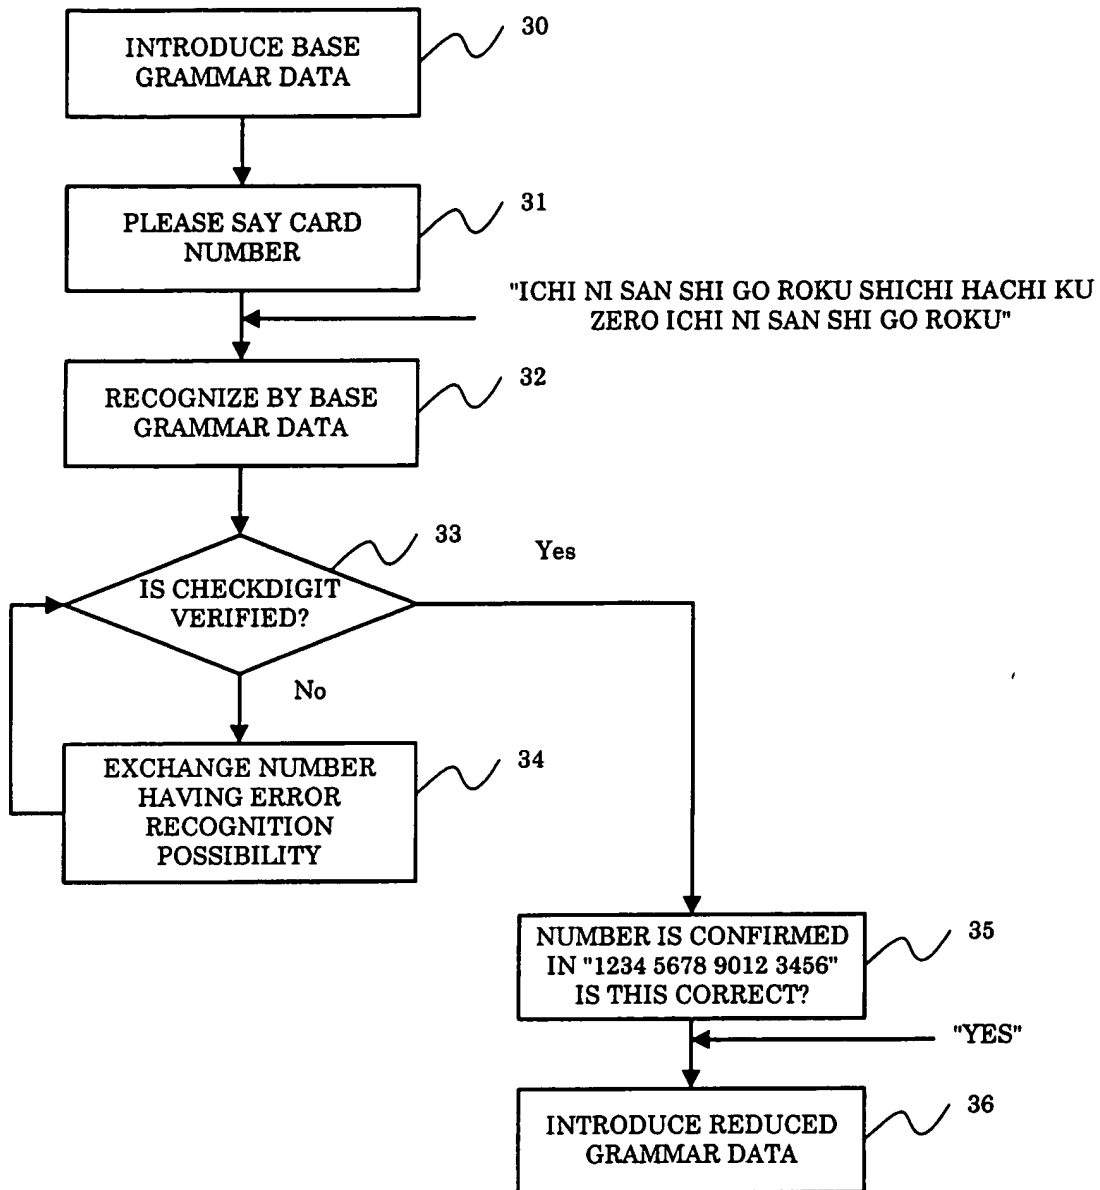 30
INTRODUCE BASE
GRAMMAR DATA
31
PLEASE SAY CARD
NUMBER
"ICHI NI SAN SHI GO ROKU SHICHI HACHI KU
ZERO ICHI NI SAN SHI GO ROKU"
32
RECOGNIZE BY BASE
GRAMMAR DATA
33
Yes
IS CHECKDIGIT
VERIFIED?
No
34
EXCHANGE NUMBER
HAVING ERROR
RECOGNITION
POSSIBILITY
35
NUMBER IS CONFIRMED
IN "1234 5678 9012 3456"
IS THIS CORRECT?
"YES"
36
INTRODUCE REDUCED
GRAMMAR DATA